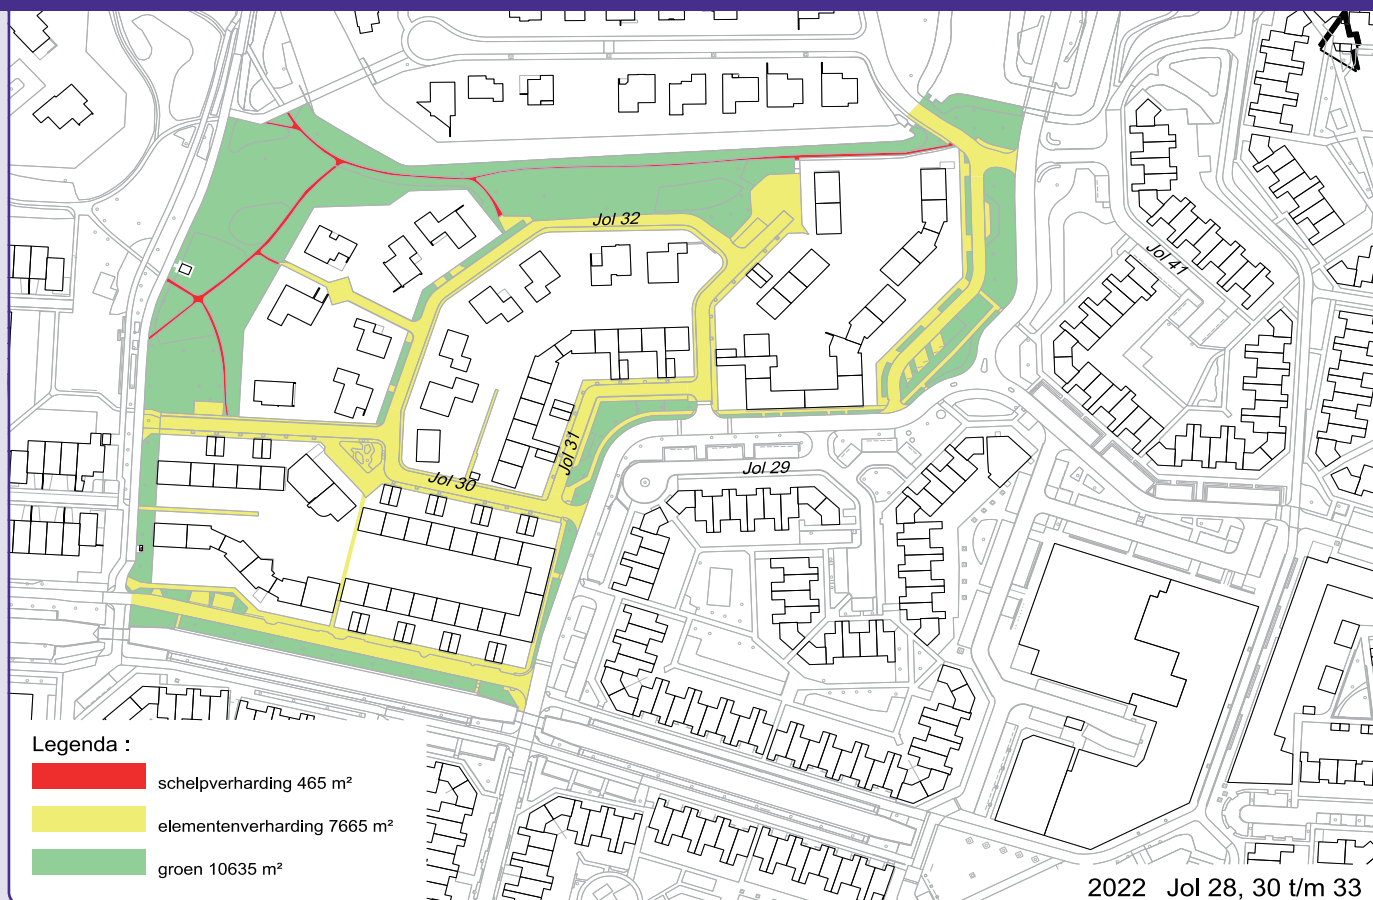 Jol 32
Jol 41
Jol 31
Jol 30
Jol 29
Legenda :
schelpverharding 465 m²
elementenverharding 7665 m²
groen 10635 m²
2022 Jol 28, 30 t/m 33